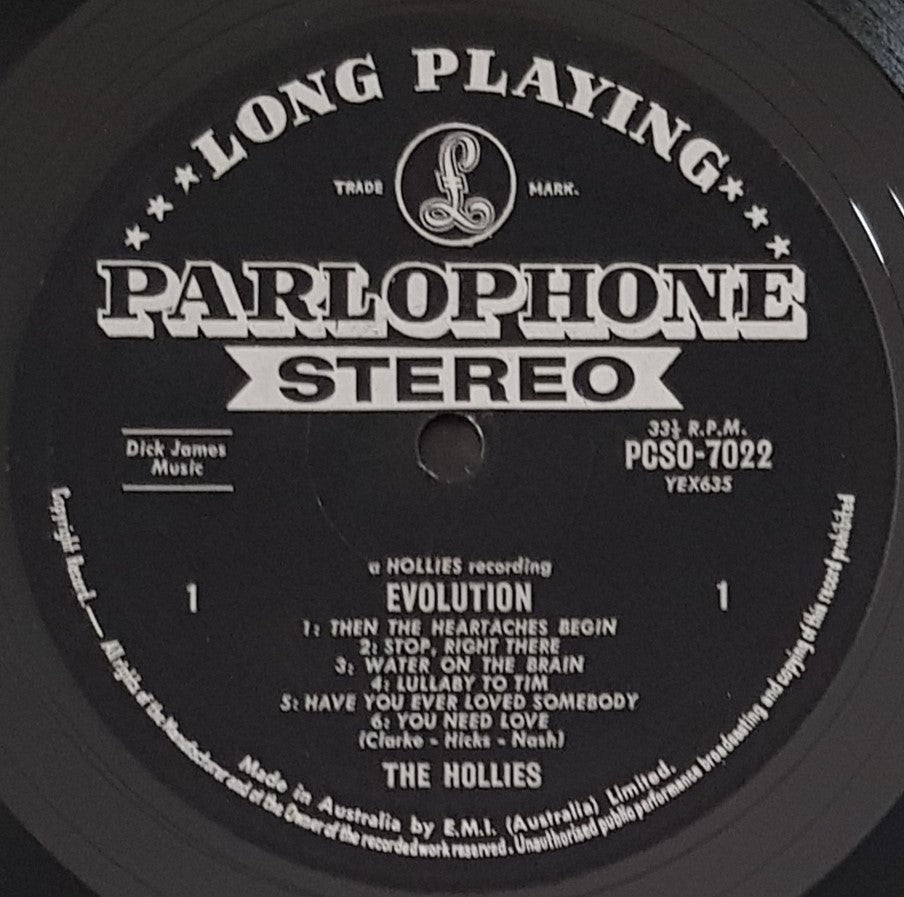 LONG PLAYING
TRADE MARK.
PARLOPHONE
STEREO
33⅓ R.P.M.
PCSO-7022
YEX635
Dick James
Music
a HOLLIES recording
EVOLUTION
1 1
1: THEN THE HEARTACHES BEGIN
2: STOP, RIGHT THERE
3: WATER ON THE BRAIN
4: LULLABY TO TIM
5: HAVE YOU EVER LOVED SOMEBODY
6: YOU NEED LOVE
(Clarke - Hicks - Nash)
THE HOLLIES
Made in Australia by E.M.I. (Australia) Limited.
Copyright Record.— All rights of the Manufacturer and of the Owner of the recorded work reserved. Unauthorised public performance broadcasting and copying of this record prohibited